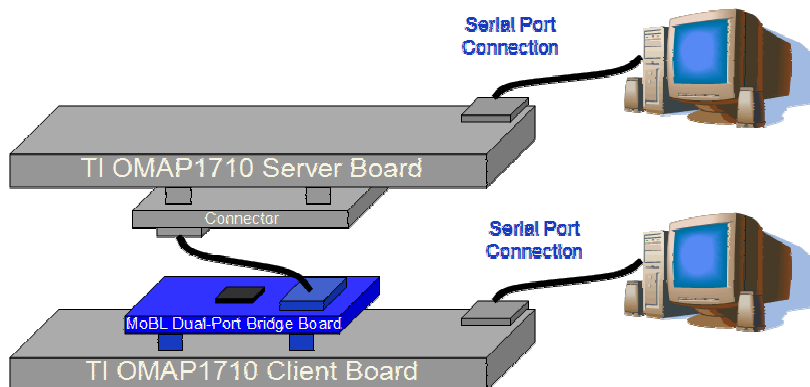 Serial Port
Connection
TI OMAP1710 Server Board
Connector
Serial Port
Connection
MoBL Dual-Port Bridge Board
TI OMAP1710 Client Board